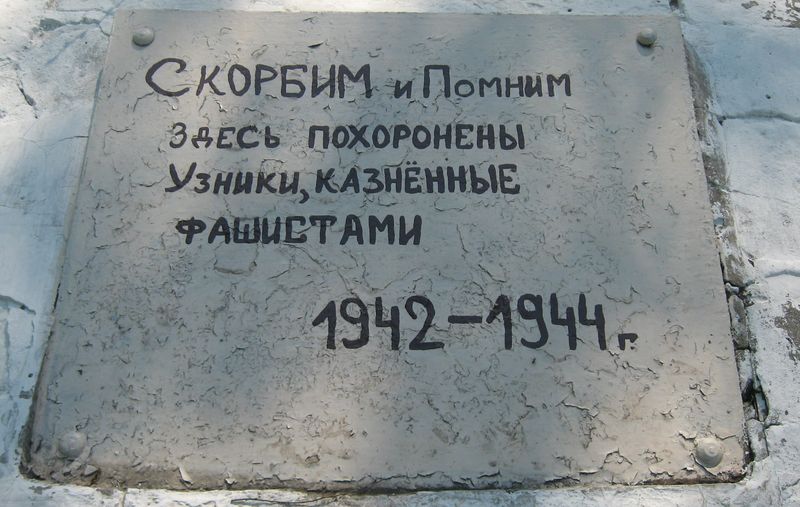 Скорбим и Помним
здесь похоронены
Узники, казнённые
фашистами
1942-1944 г.